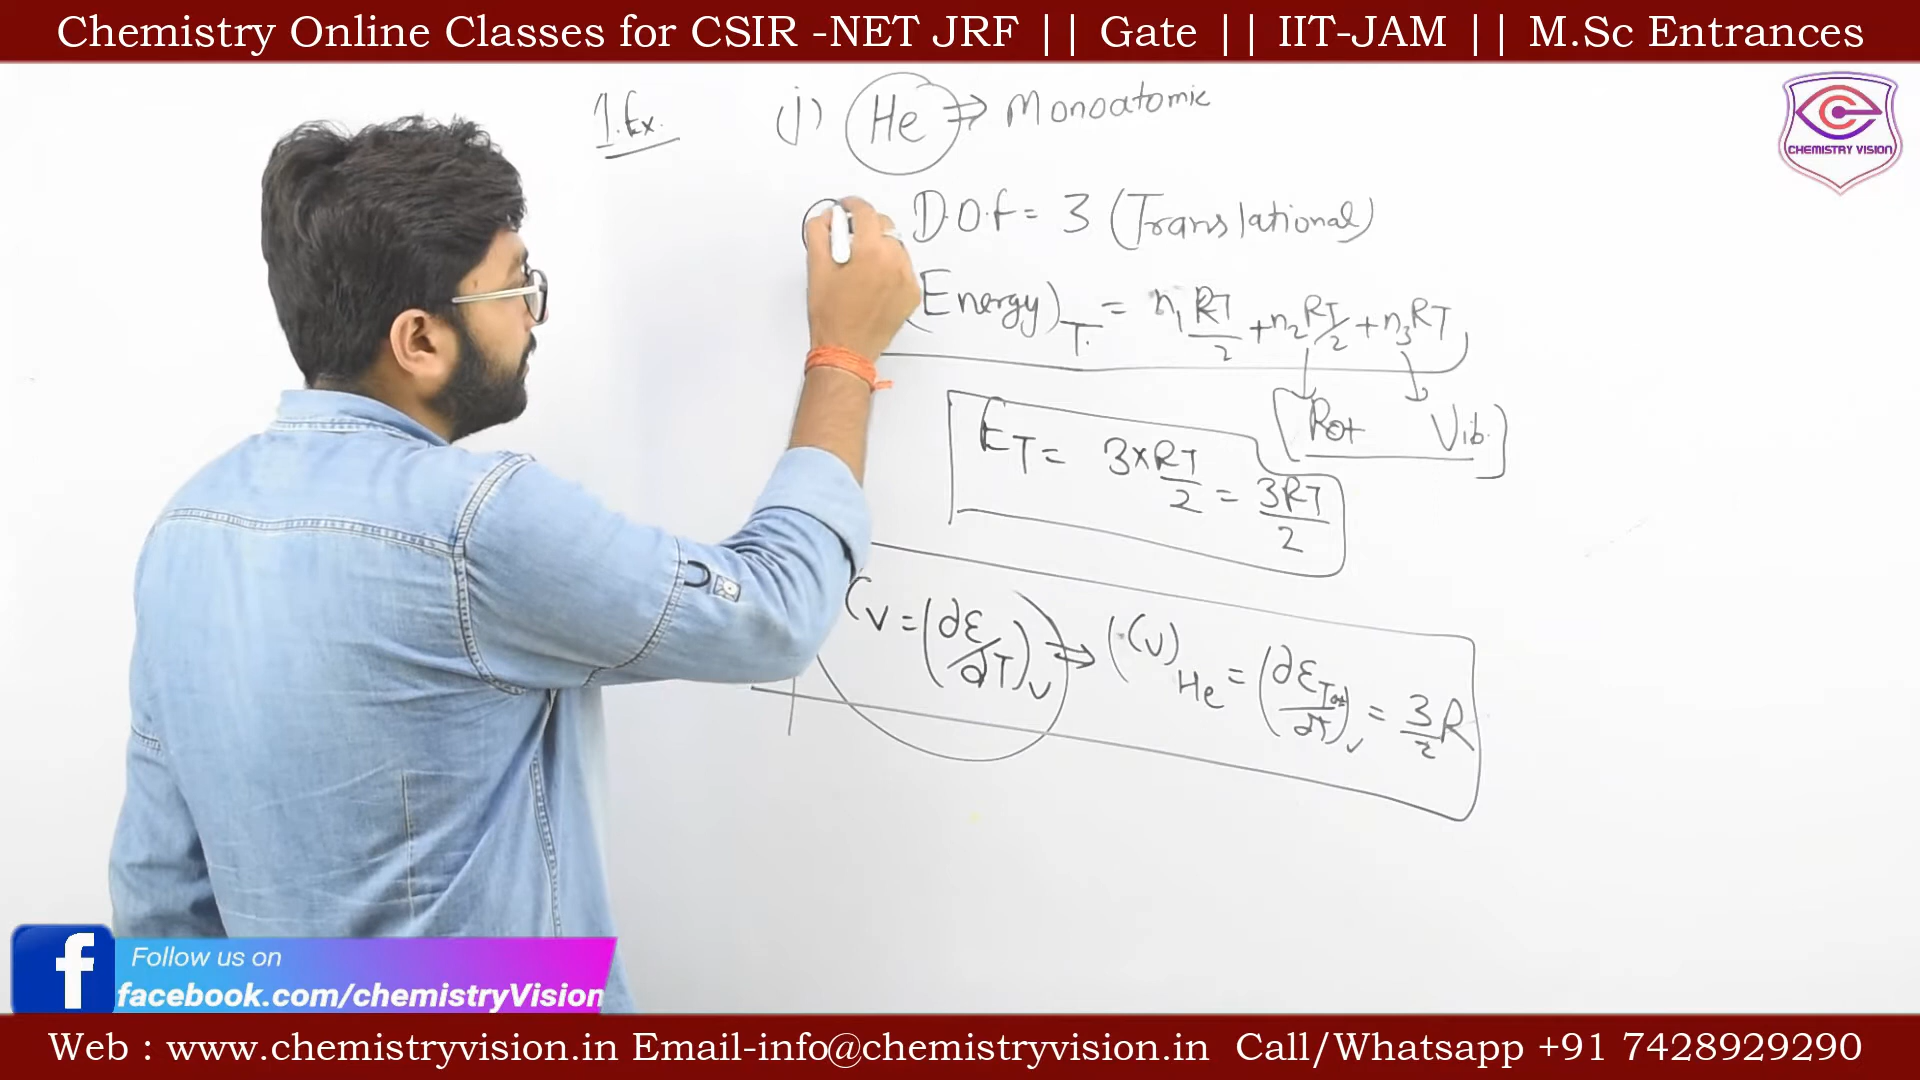 Chemistry Online Classes for CSIR -NET JRF || Gate || IIT-JAM || M.Sc Entrances
CHEMISTRY VISION
1.Ex. (i) He ⇒ Monoatomic
D.O.f = 3 (Translational)
(Energy)T. = n₁RT/2 + n₂RT/2 + n₃RT
Rot Vib.
ET = 3×RT/2 = 3RT/2
Cv = (∂E/∂T)v ⇒ (Cv)He = (∂ETot/∂T)v = 3/2 R
Follow us on
facebook.com/chemistryVision
Web : www.chemistryvision.in Email-info@chemistryvision.in Call/Whatsapp +91 7428929290